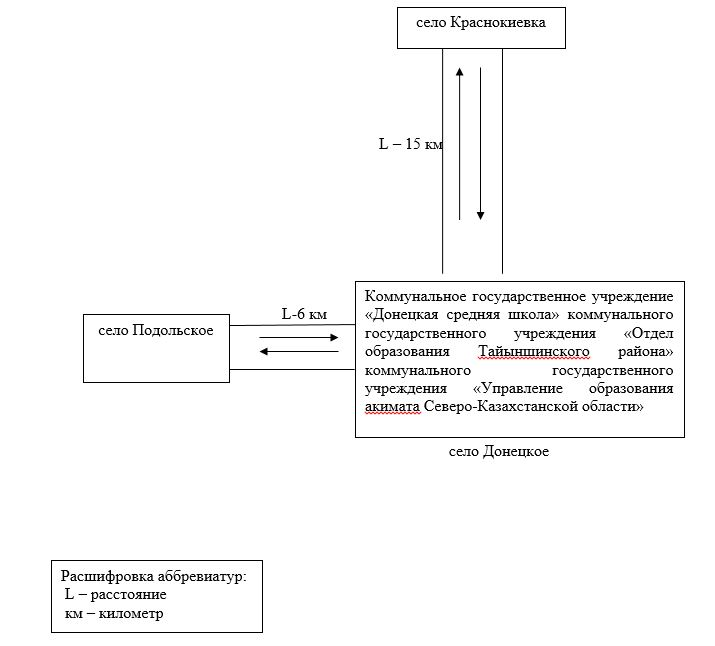 село Краснокиевка
L – 15 км
L-6 км
село Подольское
Коммунальное государственное учреждение
«Донецкая средняя школа» коммунального
государственного учреждения «Отдел
образования Тайыншинского района»
коммунального государственного
учреждения «Управление образования
акимата Северо-Казахстанской области»
село Донецкое
Расшифровка аббревиатур:
L – расстояние
км – километр